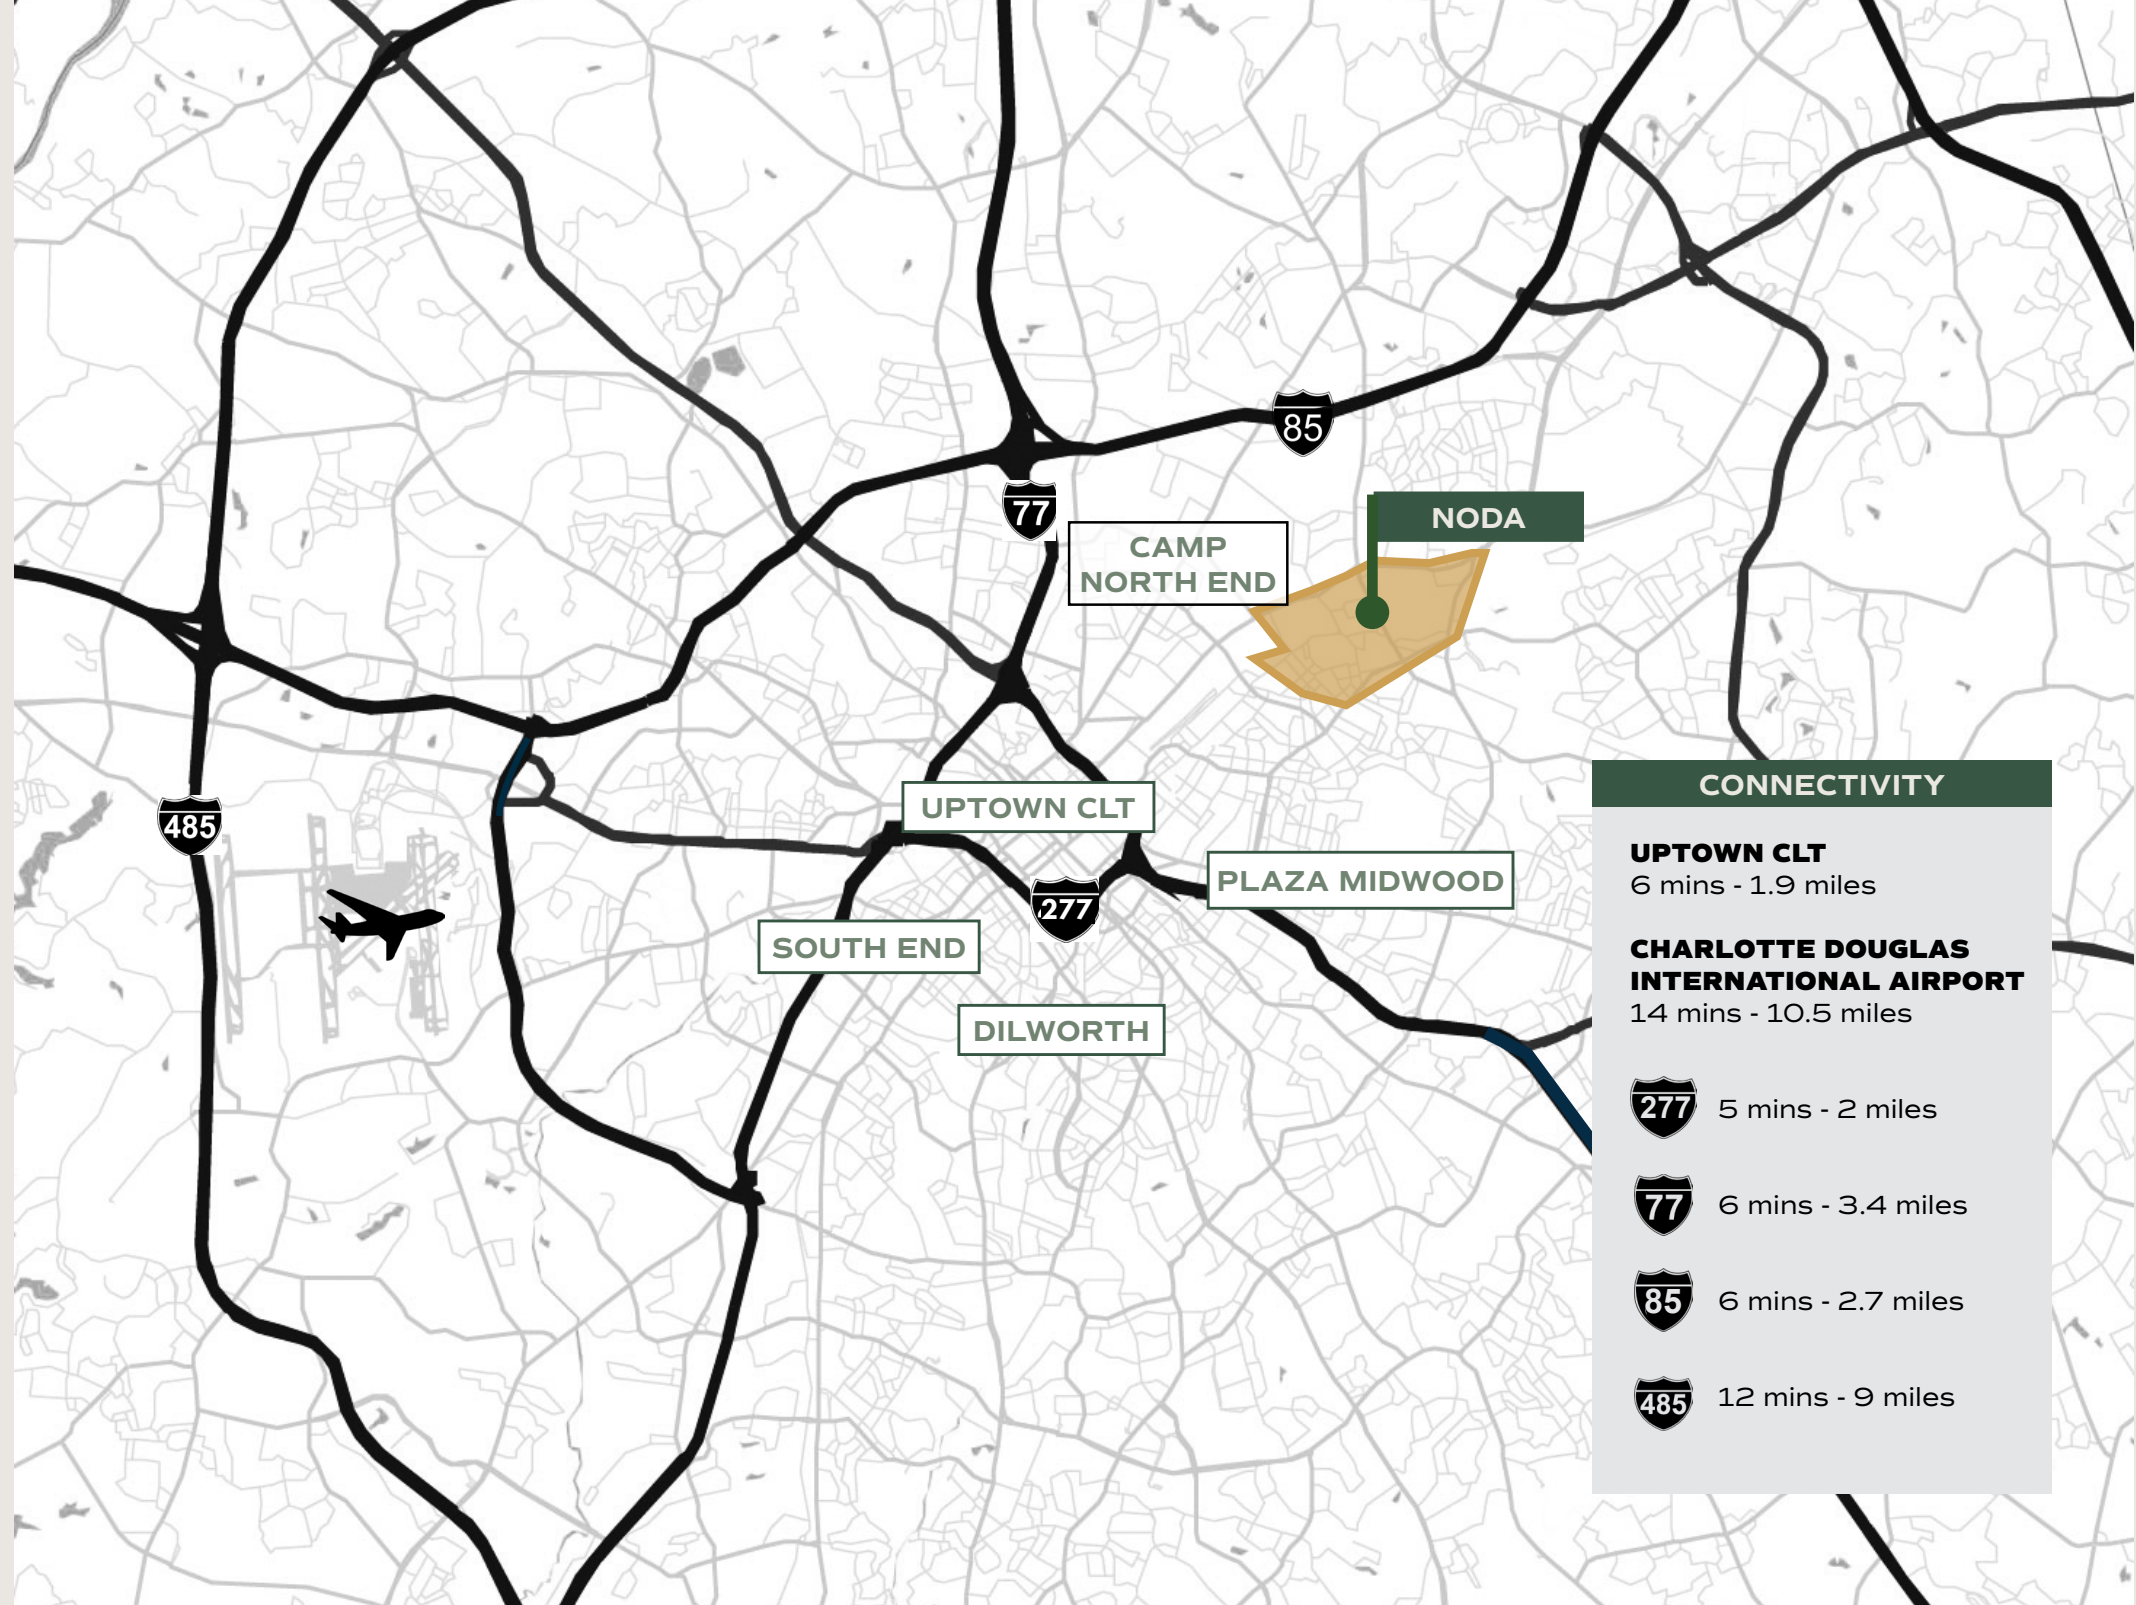 85
77
NODA
CAMP
NORTH END
UPTOWN CLT
485
PLAZA MIDWOOD
277
SOUTH END
DILWORTH
CONNECTIVITY
UPTOWN CLT
6 mins - 1.9 miles
CHARLOTTE DOUGLAS
INTERNATIONAL AIRPORT
14 mins - 10.5 miles
277 5 mins - 2 miles
77 6 mins - 3.4 miles
85 6 mins - 2.7 miles
485 12 mins - 9 miles